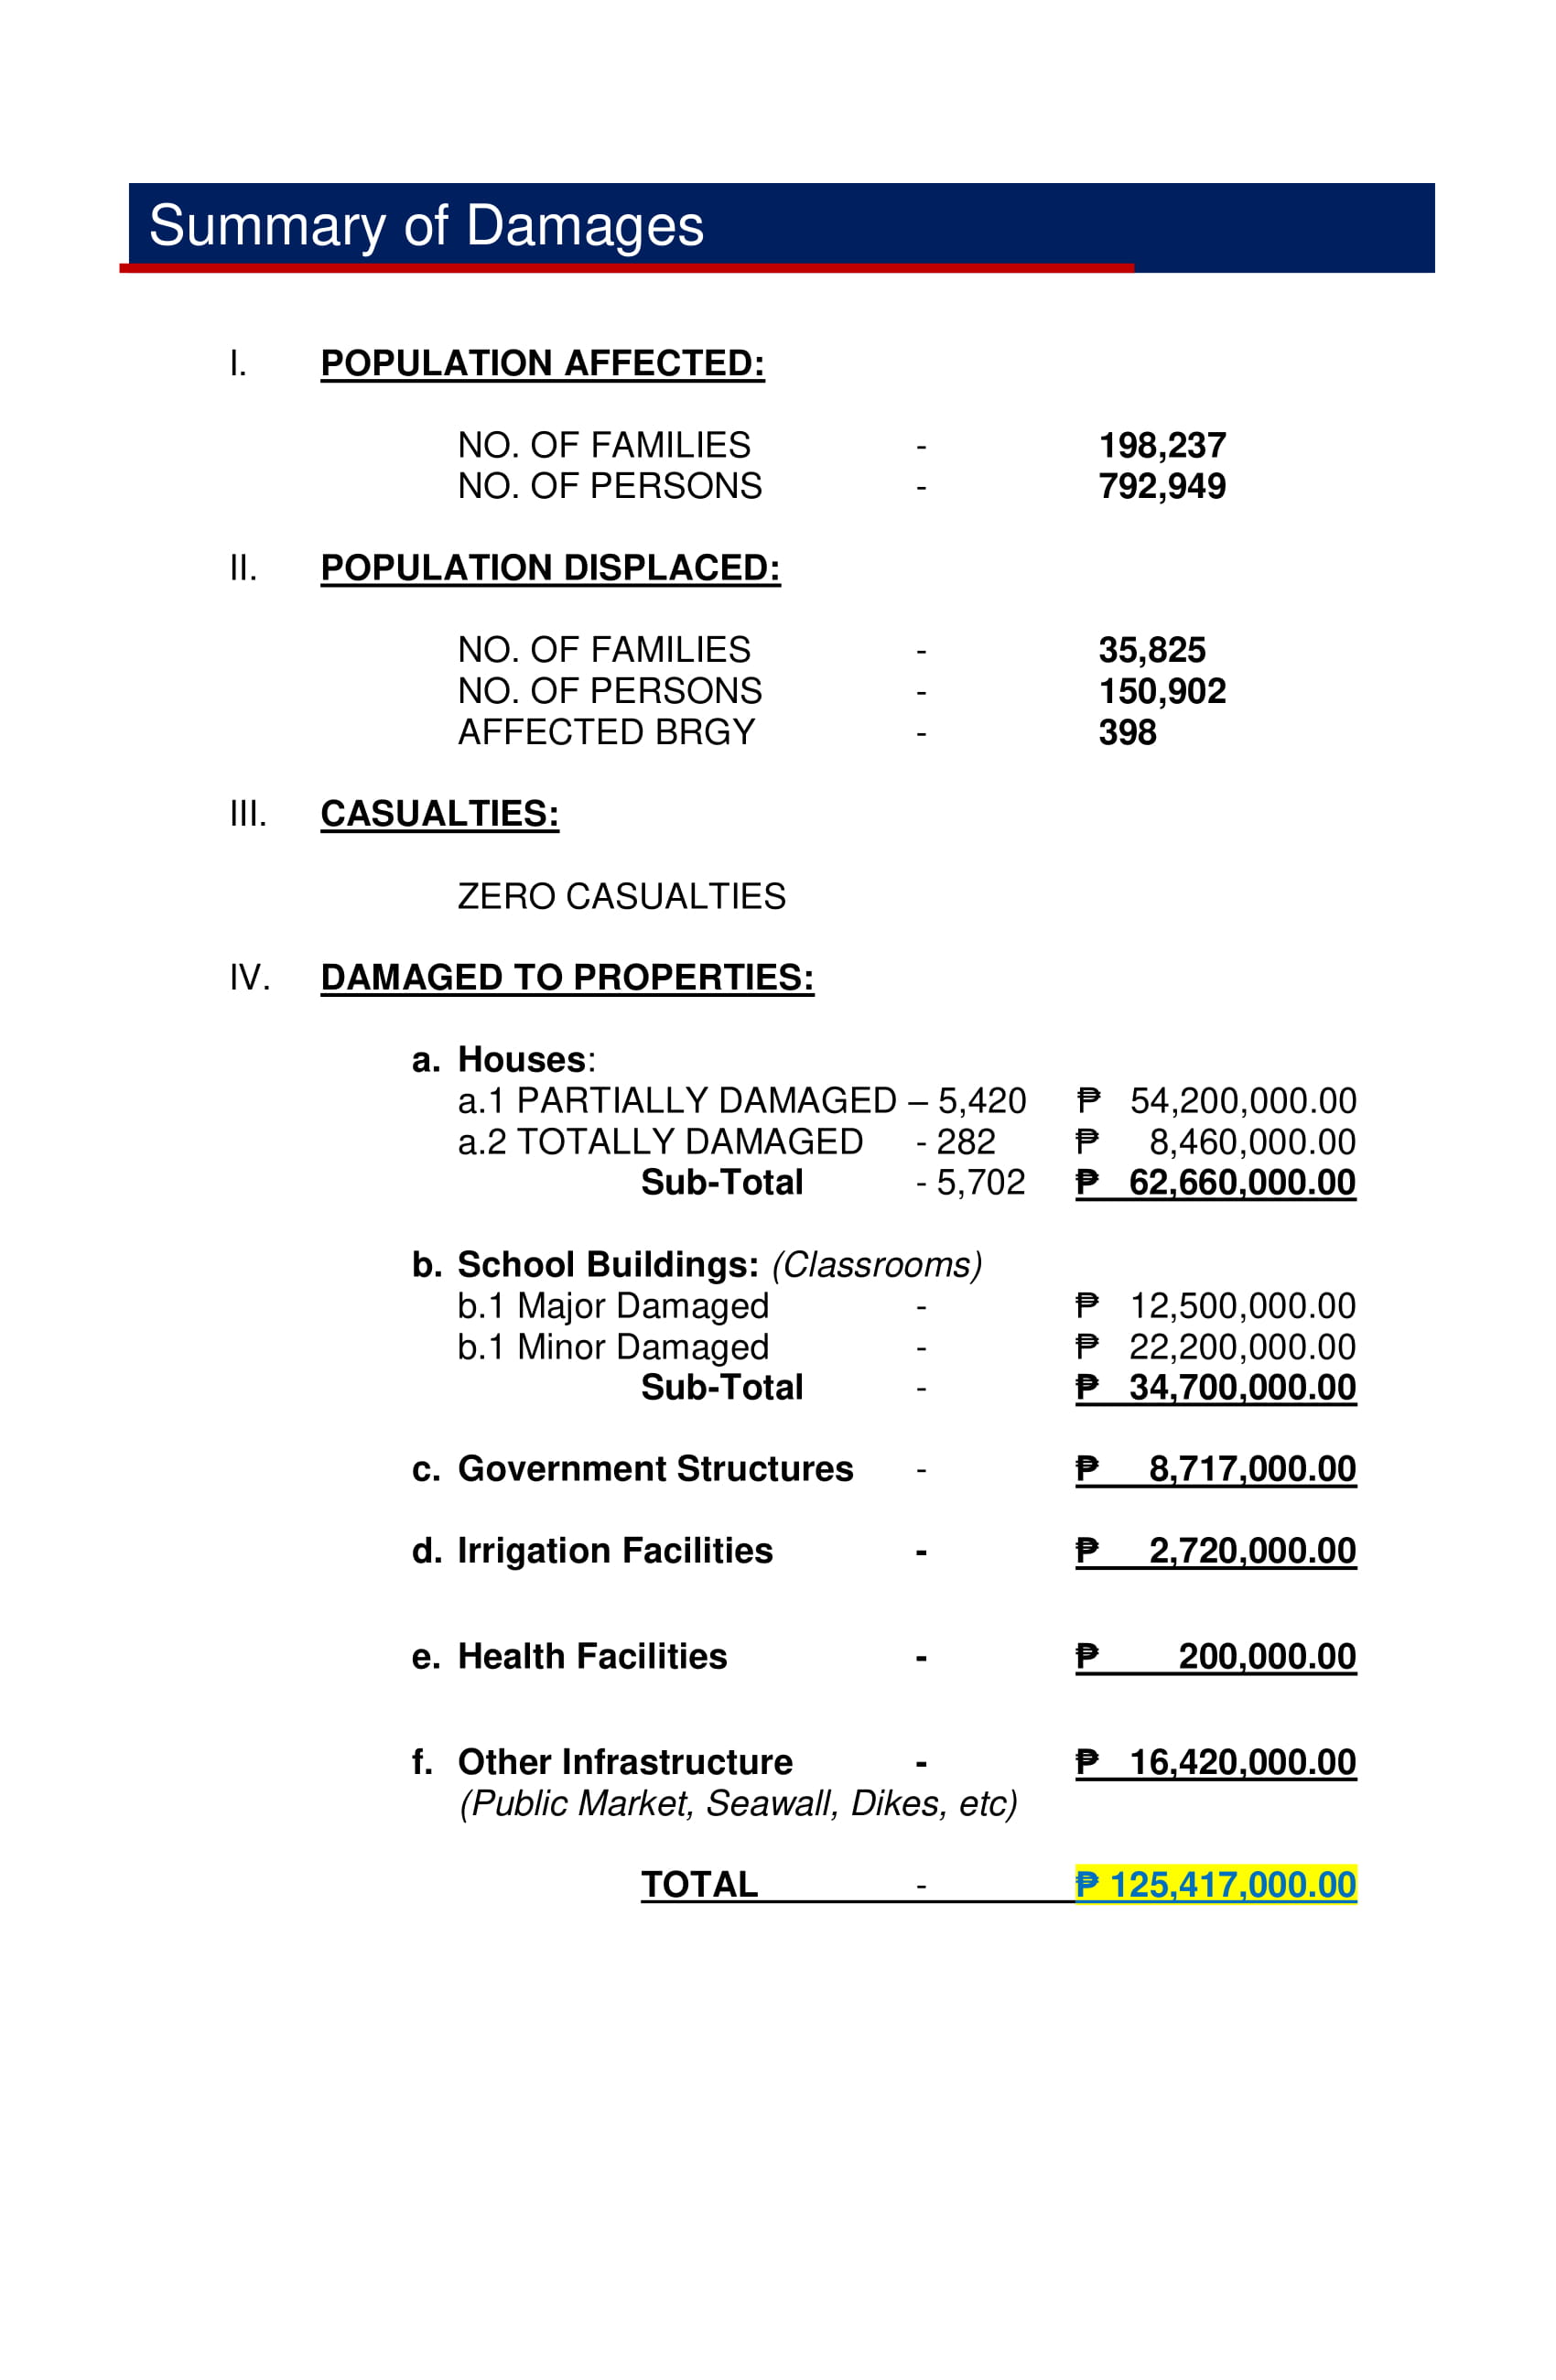 Summary of Damages
I. POPULATION AFFECTED:
NO. OF FAMILIES - 198,237
NO. OF PERSONS - 792,949
II. POPULATION DISPLACED:
NO. OF FAMILIES - 35,825
NO. OF PERSONS - 150,902
AFFECTED BRGY - 398
III. CASUALTIES:
ZERO CASUALTIES
IV. DAMAGED TO PROPERTIES:
a. Houses:
a.1 PARTIALLY DAMAGED – 5,420 ₱ 54,200,000.00
a.2 TOTALLY DAMAGED - 282 ₱ 8,460,000.00
Sub-Total - 5,702 ₱ 62,660,000.00
b. School Buildings: (Classrooms)
b.1 Major Damaged - ₱ 12,500,000.00
b.1 Minor Damaged - ₱ 22,200,000.00
Sub-Total - ₱ 34,700,000.00
c. Government Structures - ₱ 8,717,000.00
d. Irrigation Facilities - ₱ 2,720,000.00
e. Health Facilities - ₱ 200,000.00
f. Other Infrastructure - ₱ 16,420,000.00
(Public Market, Seawall, Dikes, etc)
TOTAL - ₱ 125,417,000.00